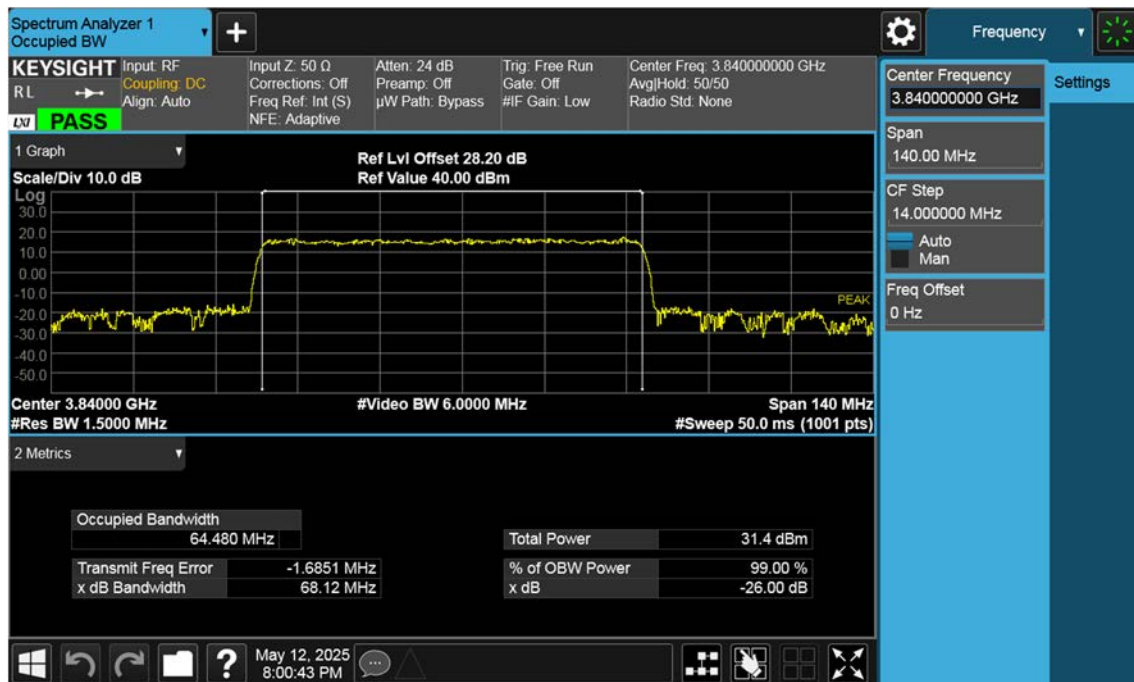 Spectrum Analyzer 1
Occupied BW
+
Frequency
KEYSIGHT
R L
LXI PASS
Input: RF
Coupling: DC
Align: Auto
Input Z: 50 Ω
Corrections: Off
Freq Ref: Int (S)
NFE: Adaptive
Atten: 24 dB
Preamp: Off
µW Path: Bypass
Trig: Free Run
Gate: Off
#IF Gain: Low
Center Freq: 3.840000000 GHz
Avg|Hold: 50/50
Radio Std: None
Center Frequency
3.840000000 GHz
Settings
Span
140.00 MHz
CF Step
14.000000 MHz
Auto
Man
Freq Offset
0 Hz
1 Graph
Scale/Div 10.0 dB
Ref Lvl Offset 28.20 dB
Ref Value 40.00 dBm
Log
30.0
20.0
10.0
0.00
-10.0
-20.0
-30.0
-40.0
-50.0
PEAK
Center 3.84000 GHz
#Video BW 6.0000 MHz
Span 140 MHz
#Res BW 1.5000 MHz
#Sweep 50.0 ms (1001 pts)
2 Metrics
Occupied Bandwidth
64.480 MHz
Total Power 31.4 dBm
Transmit Freq Error -1.6851 MHz
% of OBW Power 99.00 %
x dB Bandwidth 68.12 MHz
x dB -26.00 dB
?
May 12, 2025
8:00:43 PM